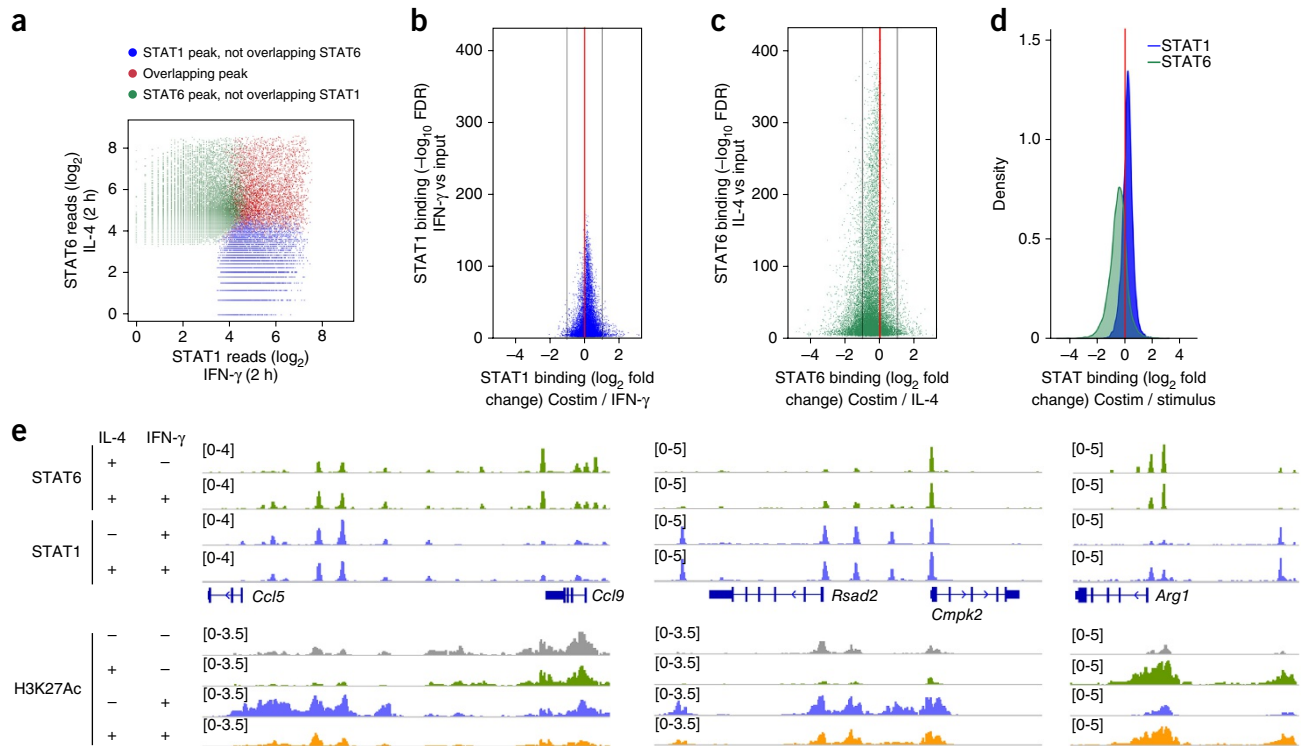 a
STAT1 peak, not overlapping STAT6
Overlapping peak
STAT6 peak, not overlapping STAT1
STAT6 reads (log2)
IL-4 (2 h)
8
6
4
2
0
0 2 4 6 8
STAT1 reads (log2)
IFN-γ (2 h)
b
STAT1 binding (–log10 FDR)
IFN-γ vs input
400
300
200
100
0
–4 –2 0 2
STAT1 binding (log2 fold
change) Costim / IFN-γ
c
STAT6 binding (–log10 FDR)
IL-4 vs input
400
300
200
100
0
–4 –2 0 2
STAT6 binding (log2 fold
change) Costim / IL-4
d
STAT1
STAT6
Density
1.5
1.0
0.5
0
–4 –2 0 2 4
STAT binding (log2 fold
change) Costim / stimulus
e
IL-4 IFN-γ
STAT6
+ – [0-4] [0-5] [0-5]
+ + [0-4] [0-5] [0-5]
STAT1
– + [0-4] [0-5] [0-5]
+ + [0-4] [0-5] [0-5]
Ccl5 Ccl9 Rsad2 Cmpk2 Arg1
H3K27Ac
– – [0-3.5] [0-3.5] [0-5]
+ – [0-3.5] [0-3.5] [0-5]
– + [0-3.5] [0-3.5] [0-5]
+ + [0-3.5] [0-3.5] [0-5]